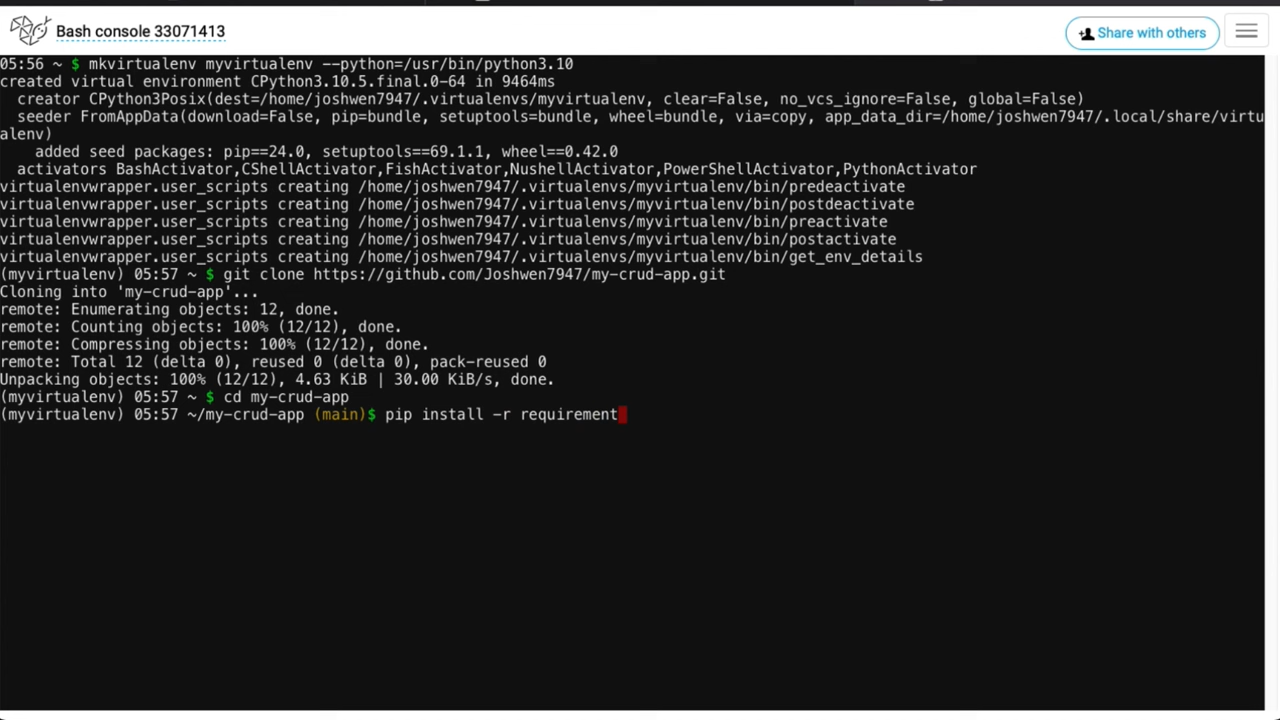 Bash console 33071413
Share with others
05:56 ~ $ mkvirtualenv myvirtualenv --python=/usr/bin/python3.10
created virtual environment CPython3.10.5.final.0-64 in 9464ms
  creator CPython3Posix(dest=/home/joshwen7947/.virtualenvs/myvirtualenv, clear=False, no_vcs_ignore=False, global=False)
  seeder FromAppData(download=False, pip=bundle, setuptools=bundle, wheel=bundle, via=copy, app_data_dir=/home/joshwen7947/.local/share/virtu
alenv)
    added seed packages: pip==24.0, setuptools==69.1.1, wheel==0.42.0
  activators BashActivator,CShellActivator,FishActivator,NushellActivator,PowerShellActivator,PythonActivator
virtualenvwrapper.user_scripts creating /home/joshwen7947/.virtualenvs/myvirtualenv/bin/predeactivate
virtualenvwrapper.user_scripts creating /home/joshwen7947/.virtualenvs/myvirtualenv/bin/postdeactivate
virtualenvwrapper.user_scripts creating /home/joshwen7947/.virtualenvs/myvirtualenv/bin/preactivate
virtualenvwrapper.user_scripts creating /home/joshwen7947/.virtualenvs/myvirtualenv/bin/postactivate
virtualenvwrapper.user_scripts creating /home/joshwen7947/.virtualenvs/myvirtualenv/bin/get_env_details
(myvirtualenv) 05:57 ~ $ git clone https://github.com/Joshwen7947/my-crud-app.git
Cloning into 'my-crud-app'...
remote: Enumerating objects: 12, done.
remote: Counting objects: 100% (12/12), done.
remote: Compressing objects: 100% (12/12), done.
remote: Total 12 (delta 0), reused 0 (delta 0), pack-reused 0
Unpacking objects: 100% (12/12), 4.63 KiB | 30.00 KiB/s, done.
(myvirtualenv) 05:57 ~ $ cd my-crud-app
(myvirtualenv) 05:57 ~/my-crud-app (main)$ pip install -r requirement